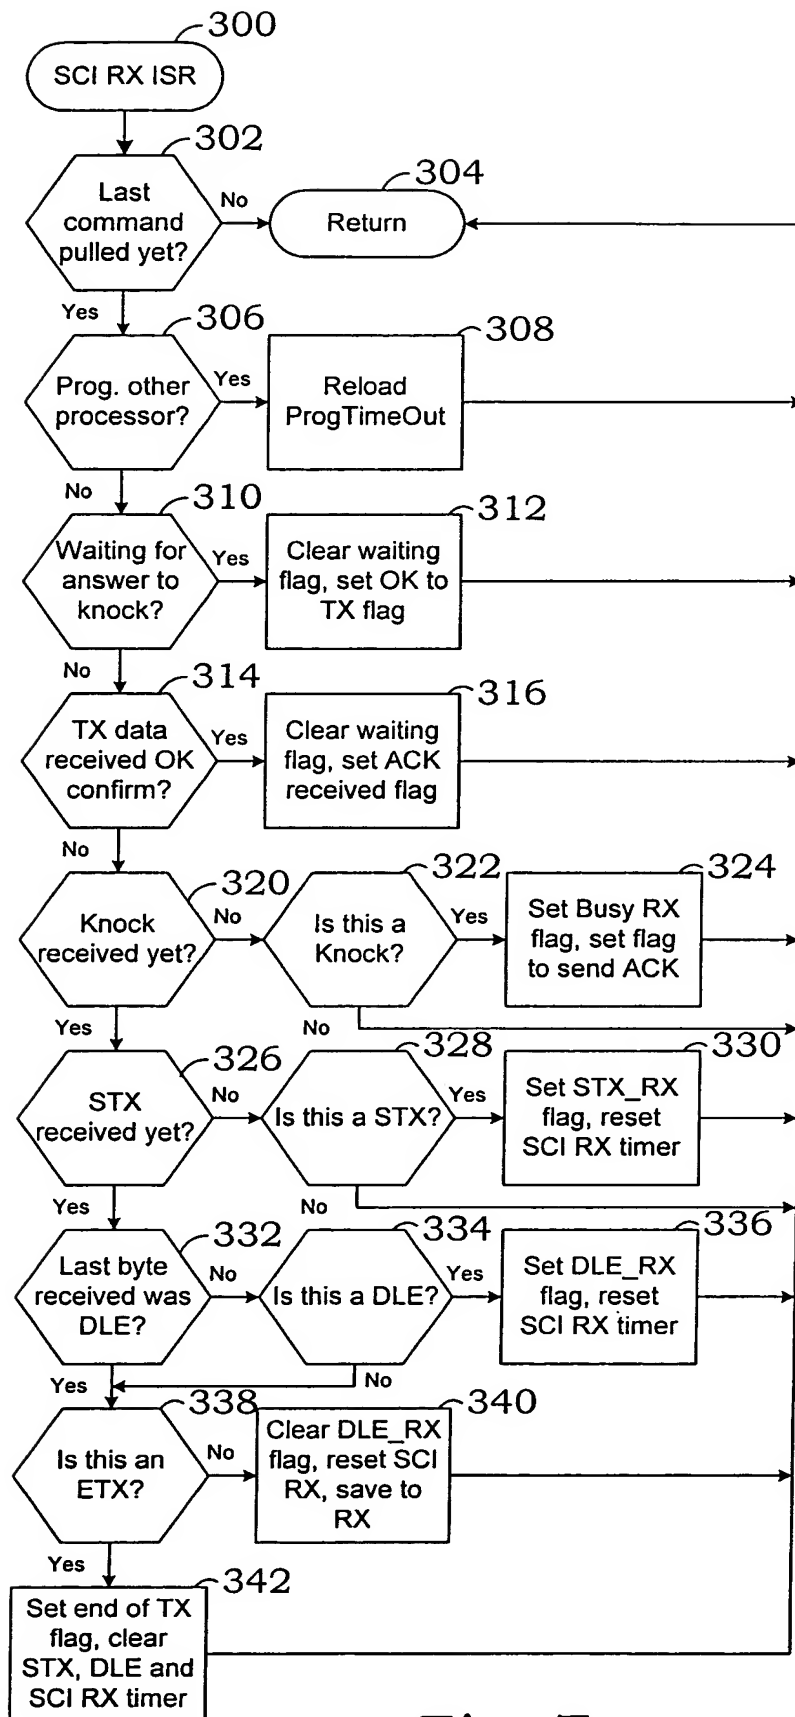 300
SCI RX ISR
302
Last
command
pulled yet?
No
304
Return
Yes
306
Prog. other
processor?
Yes
308
Reload
ProgTimeOut
No
310
Waiting for
answer to
knock?
Yes
312
Clear waiting
flag, set OK to
TX flag
No
314
TX data
received OK
confirm?
Yes
316
Clear waiting
flag, set ACK
received flag
No
320
Knock
received yet?
No
322
Is this a
Knock?
Yes
324
Set Busy RX
flag, set flag
to send ACK
No
Yes
326
STX
received yet?
No
328
Is this a STX?
Yes
330
Set STX_RX
flag, reset
SCI RX timer
No
Yes
332
Last byte
received was
DLE?
No
334
Is this a DLE?
Yes
336
Set DLE_RX
flag, reset
SCI RX timer
No
Yes
338
Is this an
ETX?
No
340
Clear DLE_RX
flag, reset SCI
RX, save to
RX
Yes
342
Set end of TX
flag, clear
STX, DLE and
SCI RX timer